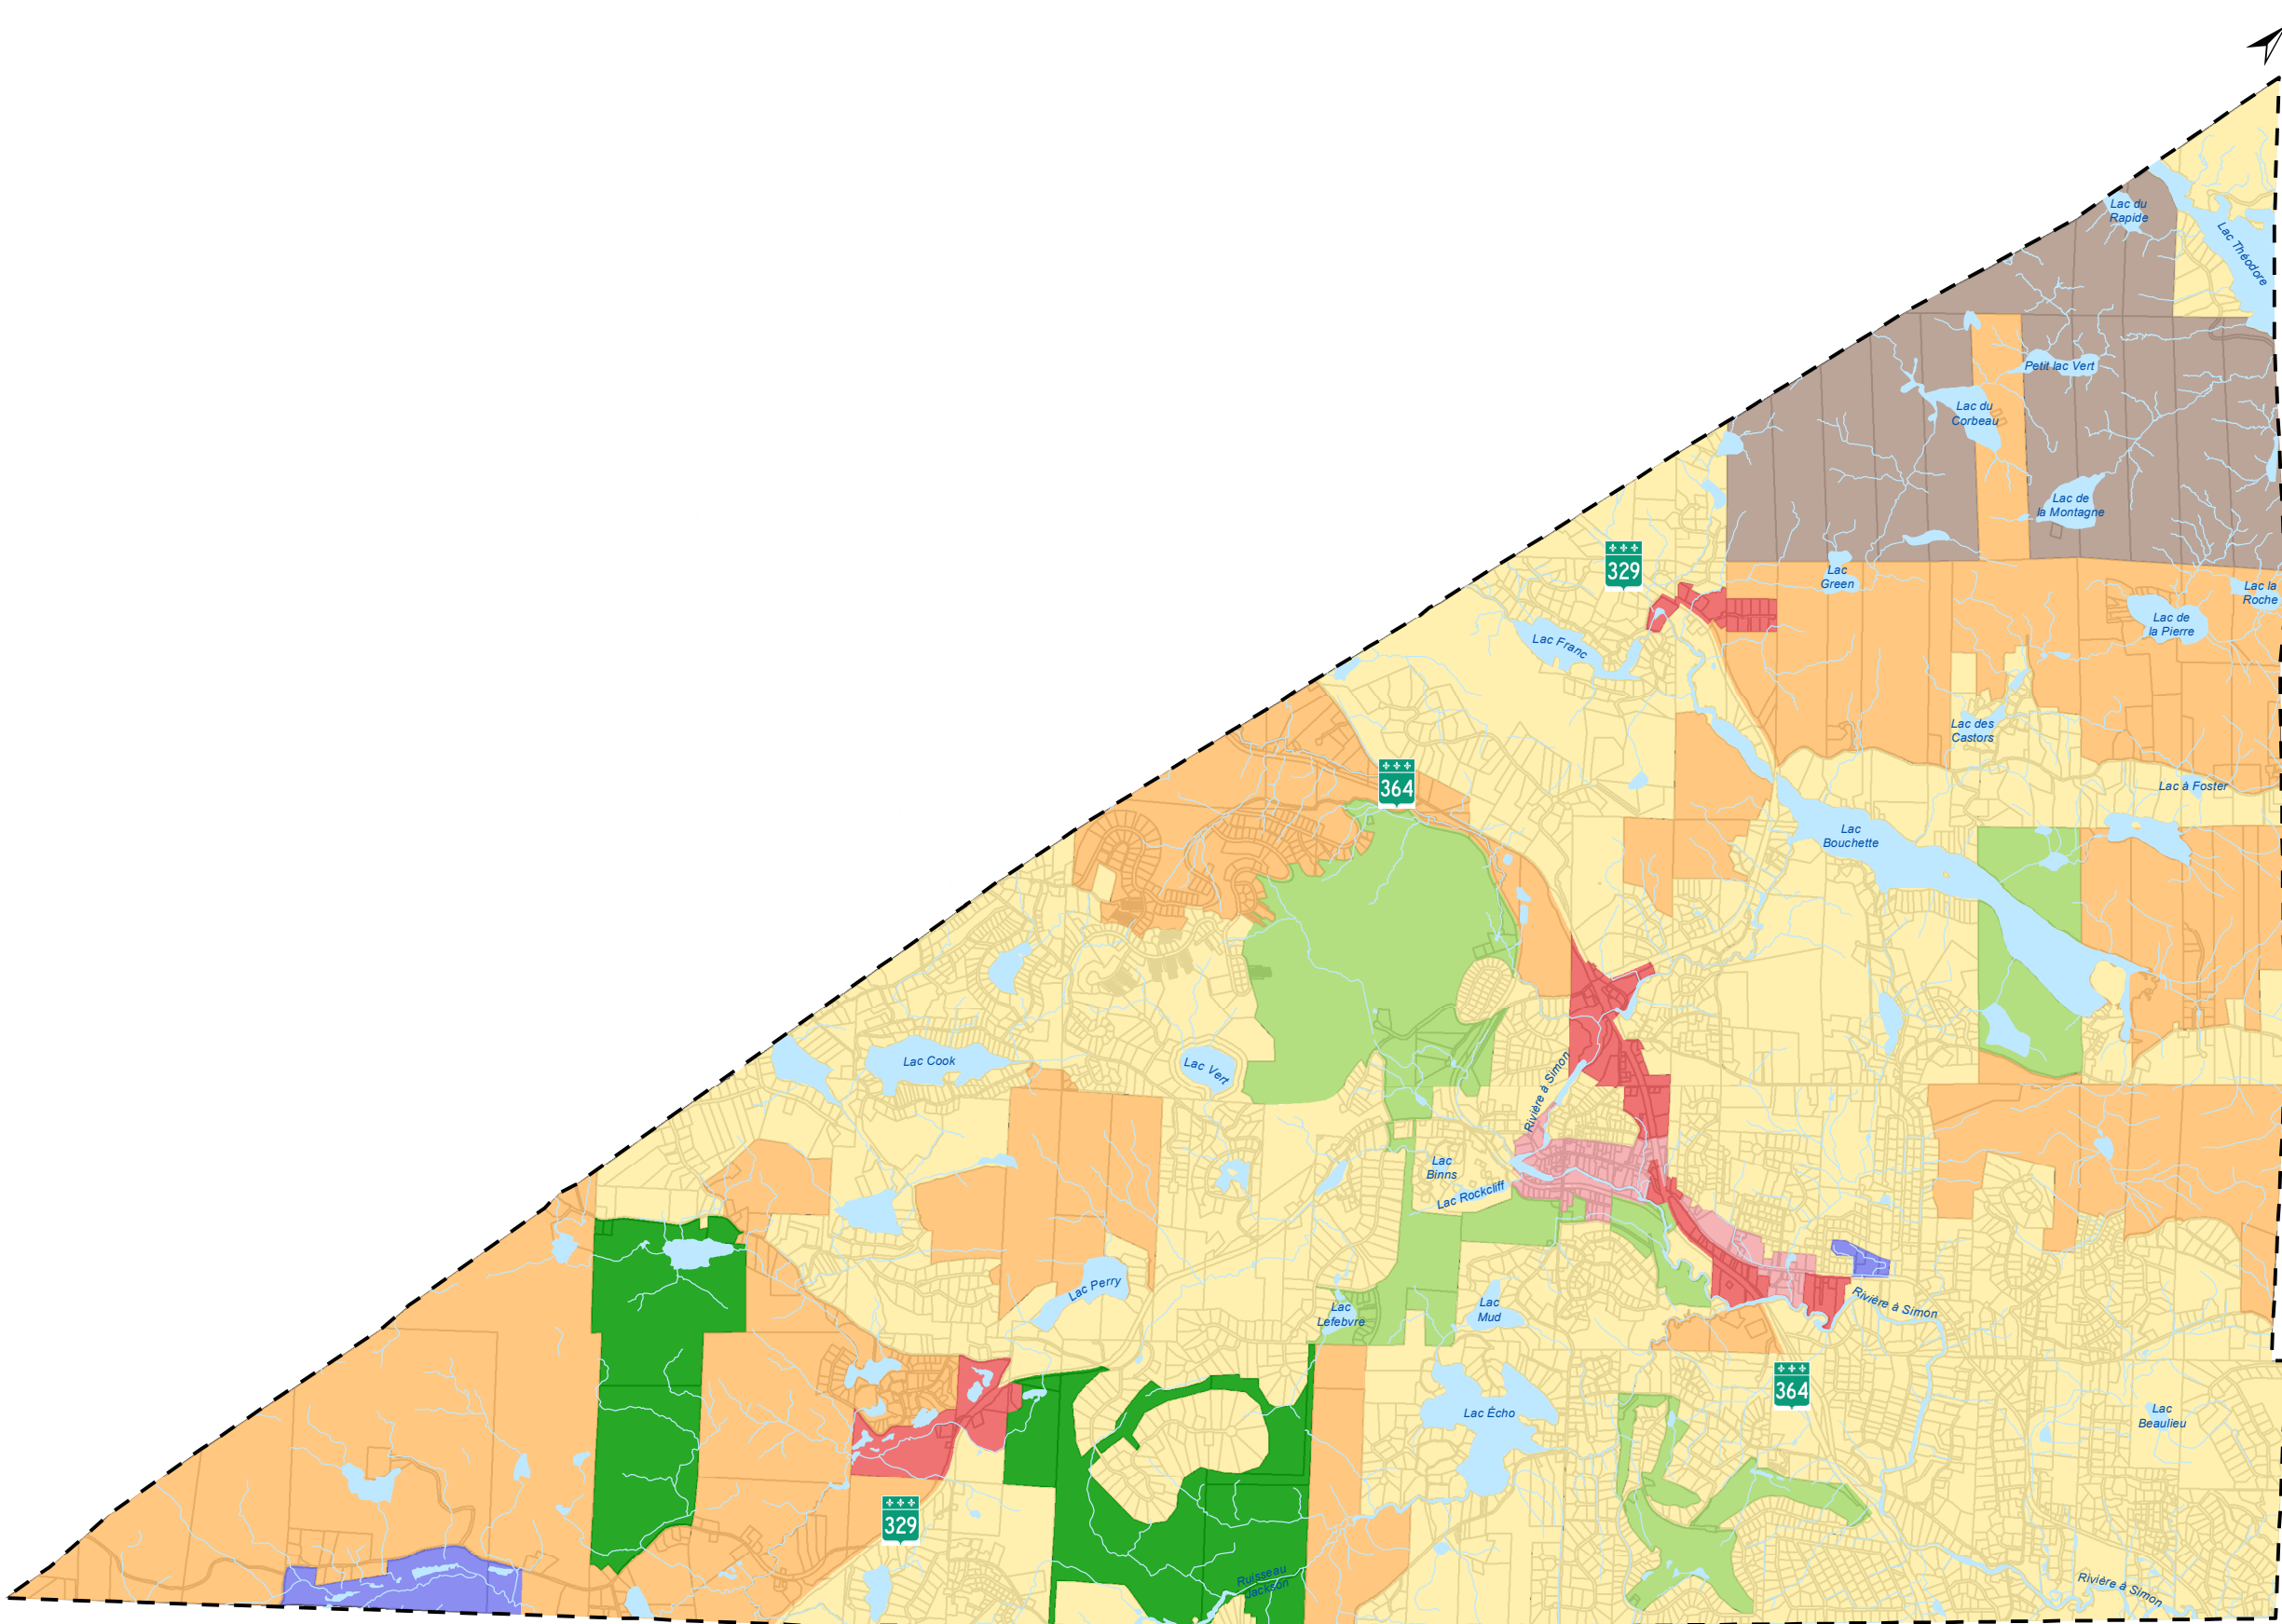 Lac du
Rapide
Lac Théodore
Petit lac Vert
Lac du
Corbeau
Lac de
la Montagne
329
Lac
Green
Lac la
Roche
Lac de
la Pierre
Lac Franc
Lac des
Castors
364
Lac à Foster
Lac
Bouchette
Lac Cook
Lac Vert
Rivière à Simon
Lac
Binns
Lac Rockcliff
Lac Perry
Lac
Lefebvre
Lac
Mud
Rivière à Simon
364
Lac Écho
Lac
Beaulieu
329
Ruisseau
Jackson
Rivière à Simon